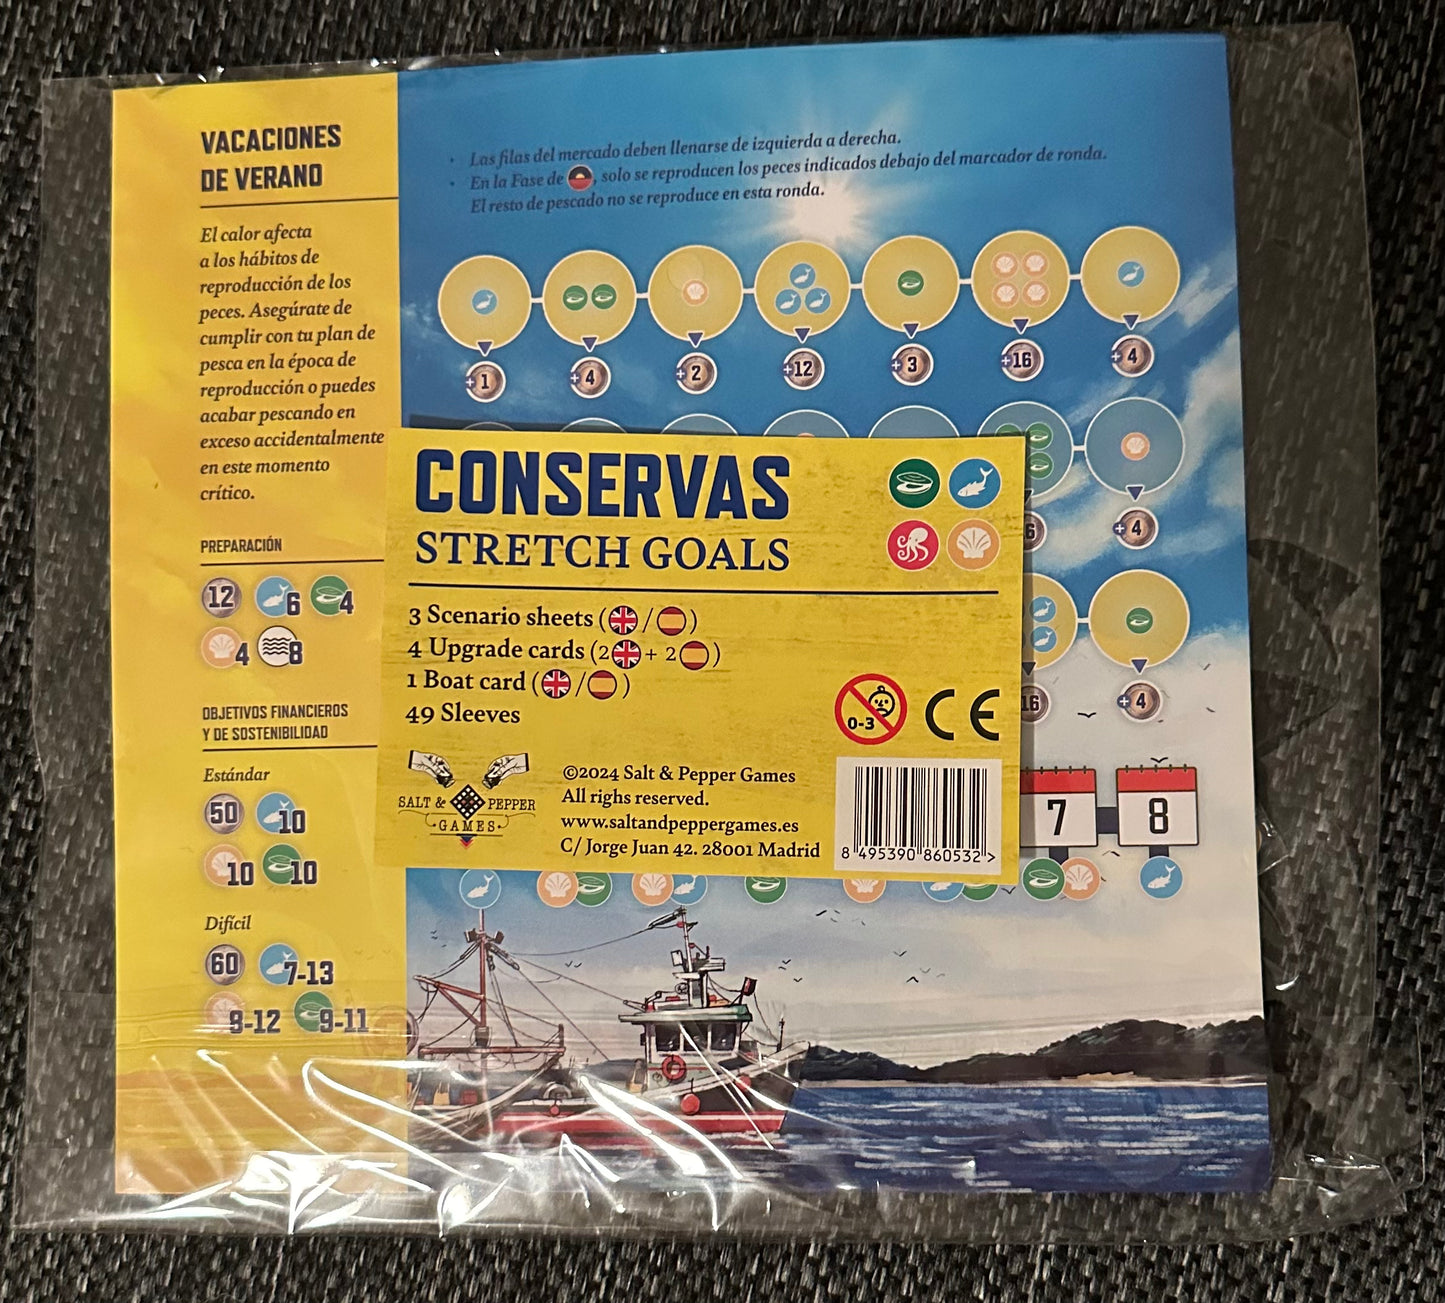 VACACIONES
DE VERANO
El calor afecta
a los hábitos de
reproducción de los
peces. Asegúrate de
cumplir con tu plan de
pesca en la época de
reproducción o puedes
acabar pescando en
exceso accidentalmente
en este momento
crítico.
PREPARACIÓN
12 6 4
4 8
OBJETIVOS FINANCIEROS
Y DE SOSTENIBILIDAD
Estándar
50 10
10 10
Difícil
60 7-13
9-12 9-11
• Las filas del mercado deben llenarse de izquierda a derecha.
• En la Fase de , solo se reproducen los peces indicados debajo del marcador de ronda.
El resto de pescado no se reproduce en esta ronda.
+1 +4 +2 +12 +3 +16 +4
6 +4
16 +4
7 8
CONSERVAS
STRETCH GOALS
3 Scenario sheets ( / )
4 Upgrade cards (2 + 2 )
1 Boat card ( / )
49 Sleeves
0-3 CE
SALT & PEPPER
GAMES
©2024 Salt & Pepper Games
All righs reserved.
www.saltandpeppergames.es
C/ Jorge Juan 42. 28001 Madrid
8 495390 860532 >